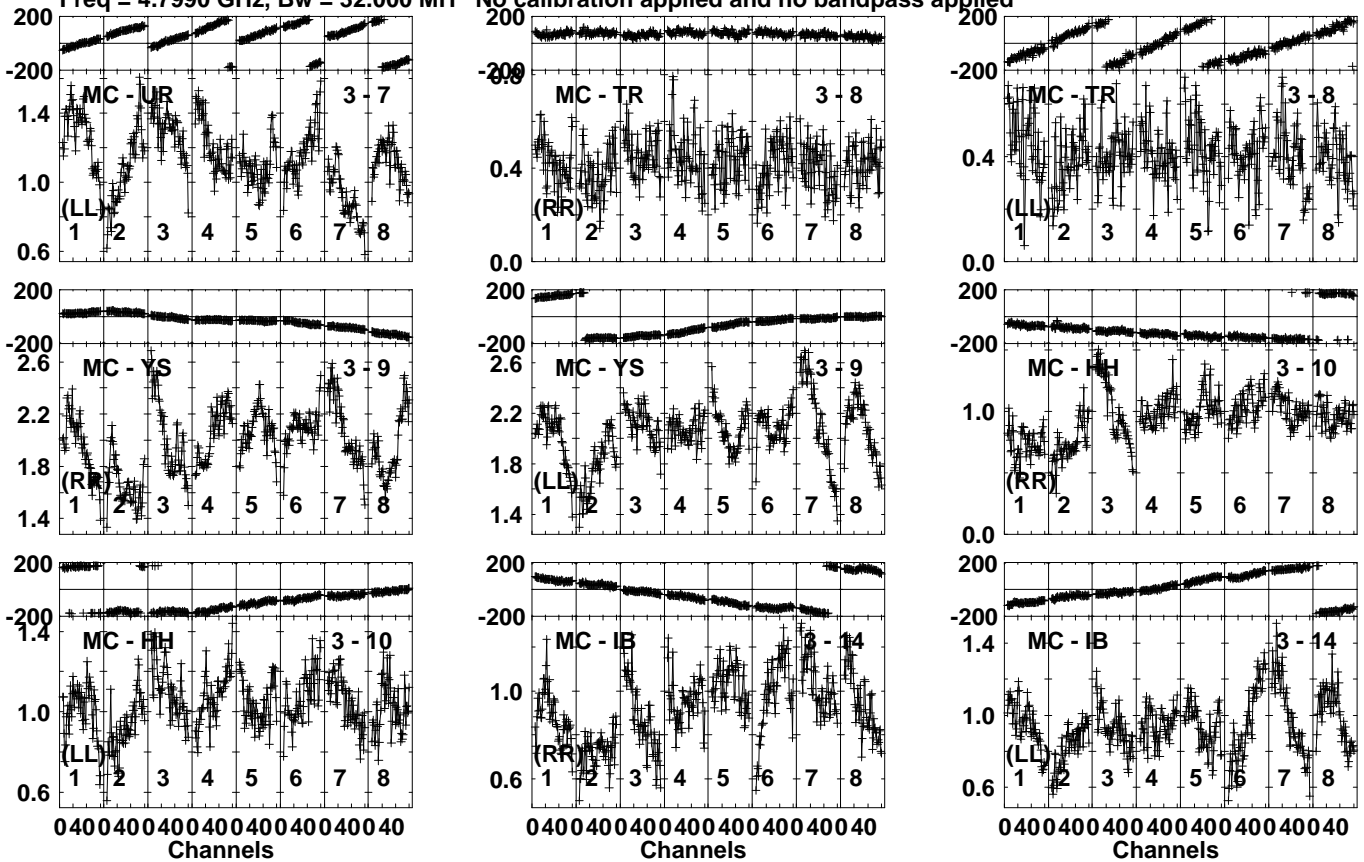 Freq = 4.7990 GHz, Bw = 32.000 MH No calibration applied and no bandpass applied
200 200 200
-200 -200 -200
0.8
MC - UR 3 - 7 MC - TR 3 - 8 MC - TR 3 - 8
1.4
1.0 0.4 0.4
(LL) (RR) (LL)
1 2 3 4 5 6 7 8 1 2 3 4 5 6 7 8 1 2 3 4 5 6 7 8
0.6 0.0 0.0
200 200 200
-200 -200 -200
2.6 2.6
MC - YS 3 - 9 MC - YS 3 - 9 MC - HH 3 - 10
2.2 2.2 1.0
1.8 1.8
(RR) (LL) (RR)
1 2 3 4 5 6 7 8 1 2 3 4 5 6 7 8 1 2 3 4 5 6 7 8
1.4 1.4 0.0
200 200 200
-200 -200 -200
1.4
MC - HH 3 - 10 MC - IB 3 - 14 MC - IB 3 - 14
1.4
1.0 1.0 1.0
(LL) (RR) (LL)
1 2 3 4 5 6 7 8 1 2 3 4 5 6 7 8 1 2 3 4 5 6 7 8
0.6 0.6 0.6
0 40 0 40 0 40 0 40 0 40 0 40 0 40 0 40 0 40 0 40 0 40 0 40 0 40 0 40 0 40 0 40 0 40 0 40 0 40 0 40 0 40 0 40 0 40 0 40
Channels Channels Channels